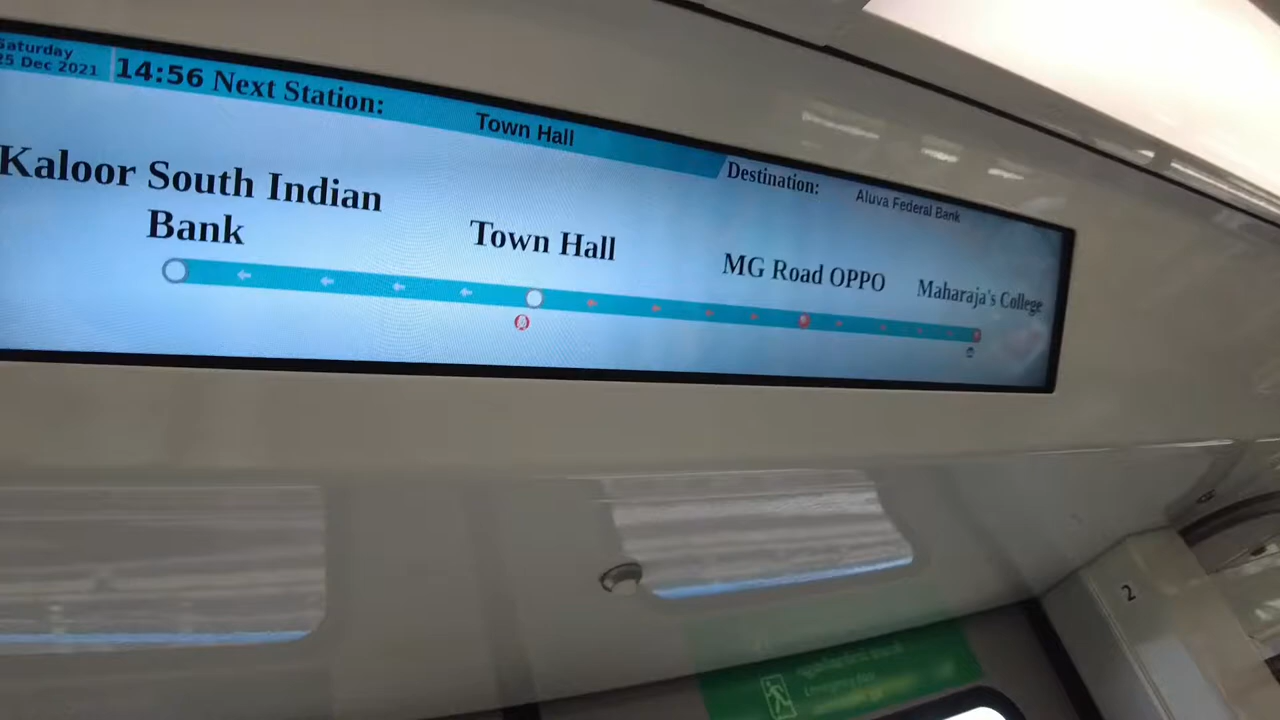 Saturday
25 Dec 2021
14:56 Next Station:
Town Hall
Destination:
Aluva Federal Bank
Kaloor South Indian
Bank
Town Hall
MG Road OPPO
Maharaja's College
2